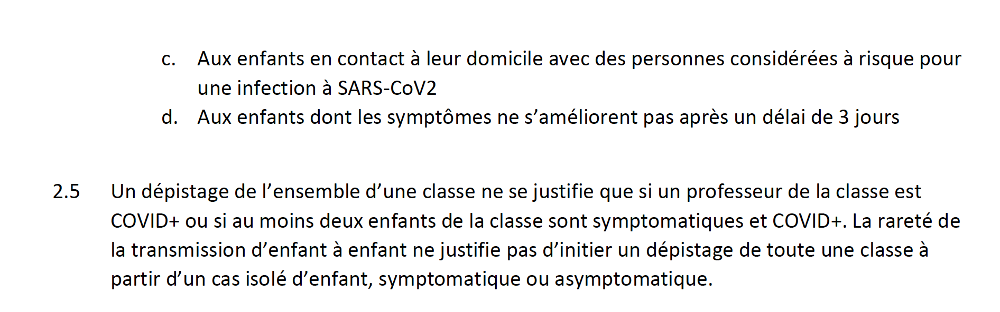 c. Aux enfants en contact à leur domicile avec des personnes considérées à risque pour
une infection à SARS-CoV2
d. Aux enfants dont les symptômes ne s’améliorent pas après un délai de 3 jours
2.5 Un dépistage de l’ensemble d’une classe ne se justifie que si un professeur de la classe est
COVID+ ou si au moins deux enfants de la classe sont symptomatiques et COVID+. La rareté de
la transmission d’enfant à enfant ne justifie pas d’initier un dépistage de toute une classe à
partir d’un cas isolé d’enfant, symptomatique ou asymptomatique.